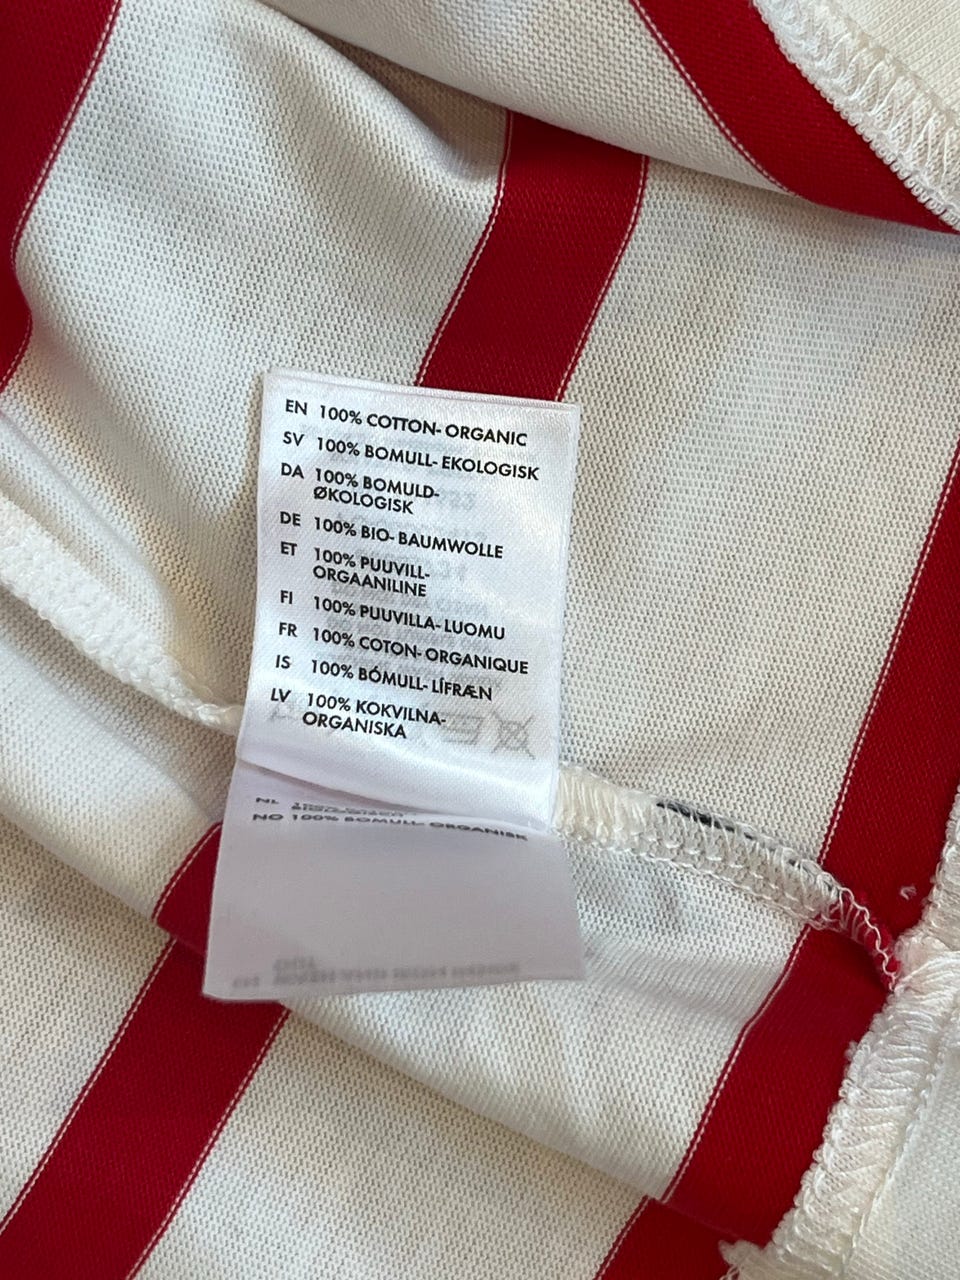 EN 100% COTTON- ORGANIC
SV 100% BOMULL- EKOLOGISK
DA 100% BOMULD-
ØKOLOGISK
DE 100% BIO- BAUMWOLLE
ET 100% PUUVILL-
ORGAANILINE
FI 100% PUUVILLA- LUOMU
FR 100% COTON- ORGANIQUE
IS 100% BÓMULL- LÍFRÆN
LV 100% KOKVILNA-
ORGANISKA
NL 100%
NO 100% BOMULL- ORGANISK